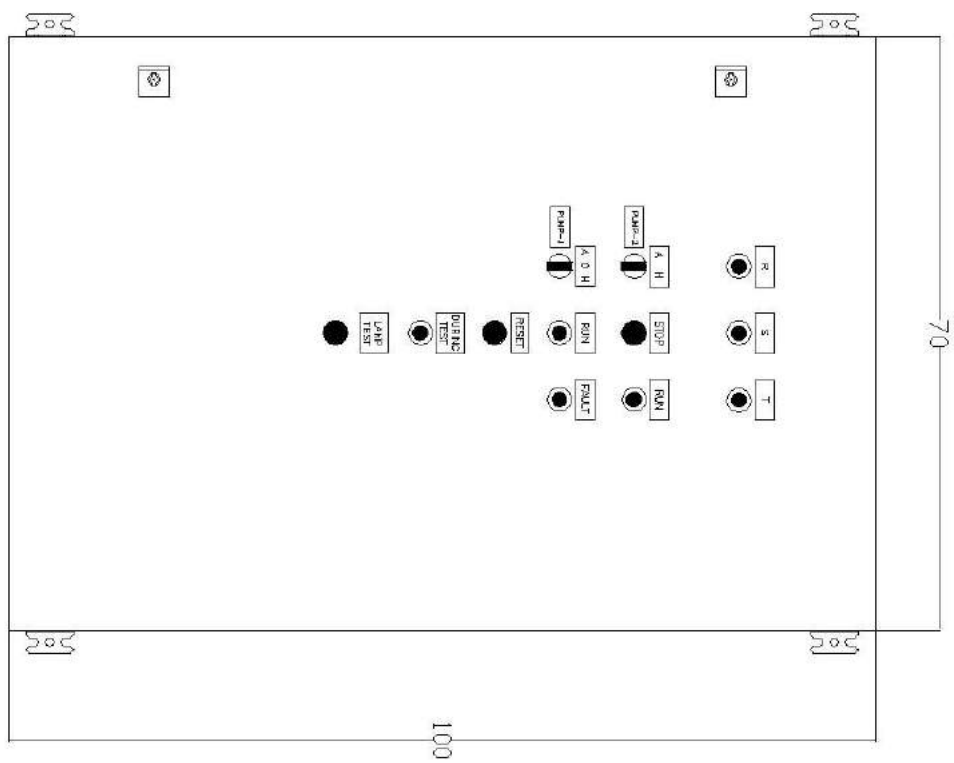 70
R
S
T
PUMP-2
A H
STOP
RUN
PUMP-1
A O H
RUN
FAULT
RESET
DURING
TEST
LAMP
TEST
100